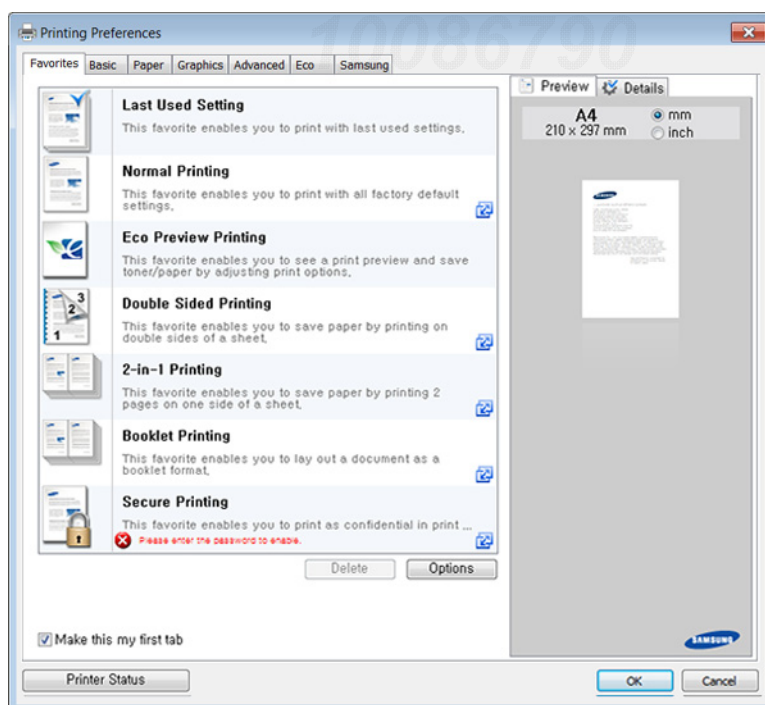 10086790
Printing Preferences
Favorites Basic Paper Graphics Advanced Eco Samsung
Last Used Setting
This favorite enables you to print with last used settings.
Normal Printing
This favorite enables you to print with all factory default
settings.
Eco Preview Printing
This favorite enables you to see a print preview and save
toner/paper by adjusting print options.
3
2
1
Double Sided Printing
This favorite enables you to save paper by printing on
double sides of a sheet.
2-in-1 Printing
This favorite enables you to save paper by printing 2
pages on one side of a sheet.
Booklet Printing
This favorite enables you to lay out a document as a
booklet format.
Secure Printing
This favorite enables you to print as confidential in print ...
Please enter the password to enable.
Delete Options
Make this my first tab
Preview Details
A4
210 x 297 mm
mm
inch
SAMSUNG
Printer Status OK Cancel